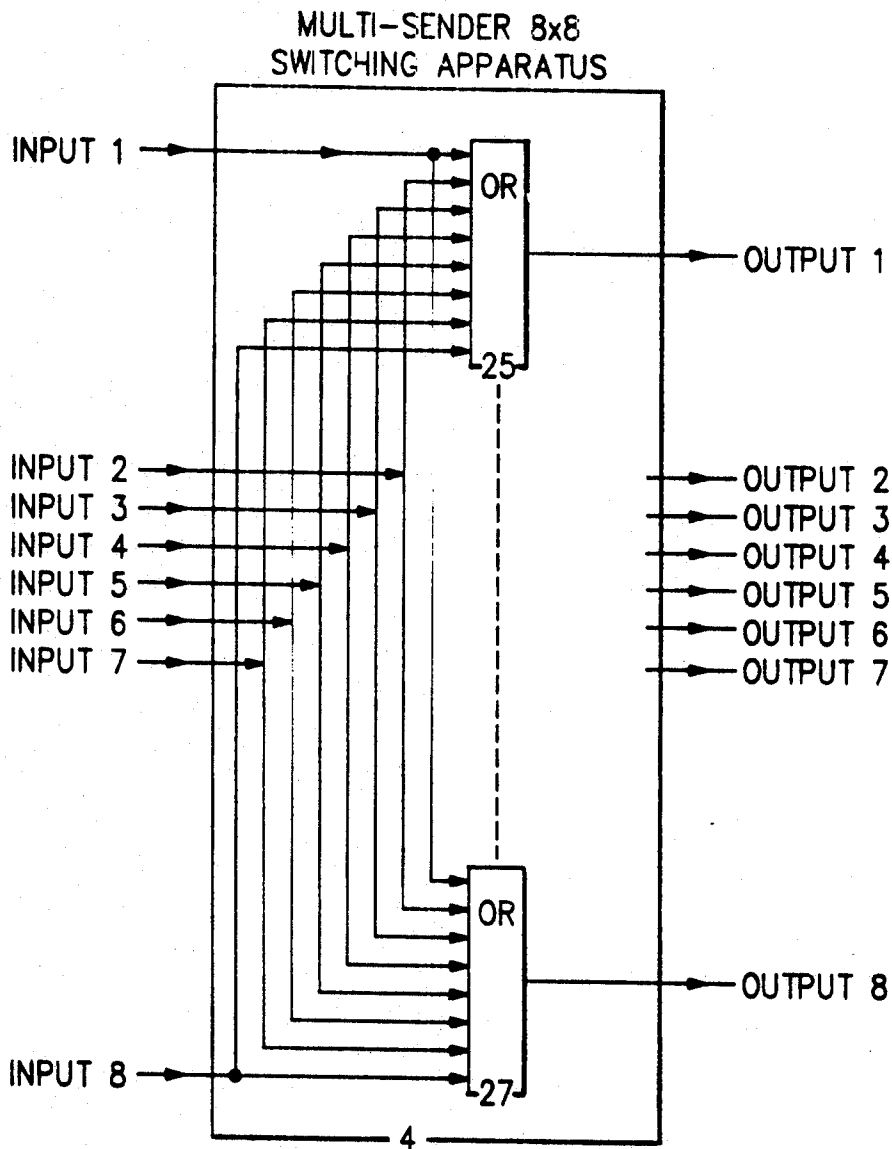 MULTI-SENDER 8x8
SWITCHING APPARATUS
INPUT 1
OR
OUTPUT 1
25
INPUT 2
INPUT 3
INPUT 4
INPUT 5
INPUT 6
INPUT 7
OUTPUT 2
OUTPUT 3
OUTPUT 4
OUTPUT 5
OUTPUT 6
OUTPUT 7
OR
OUTPUT 8
INPUT 8
27
4